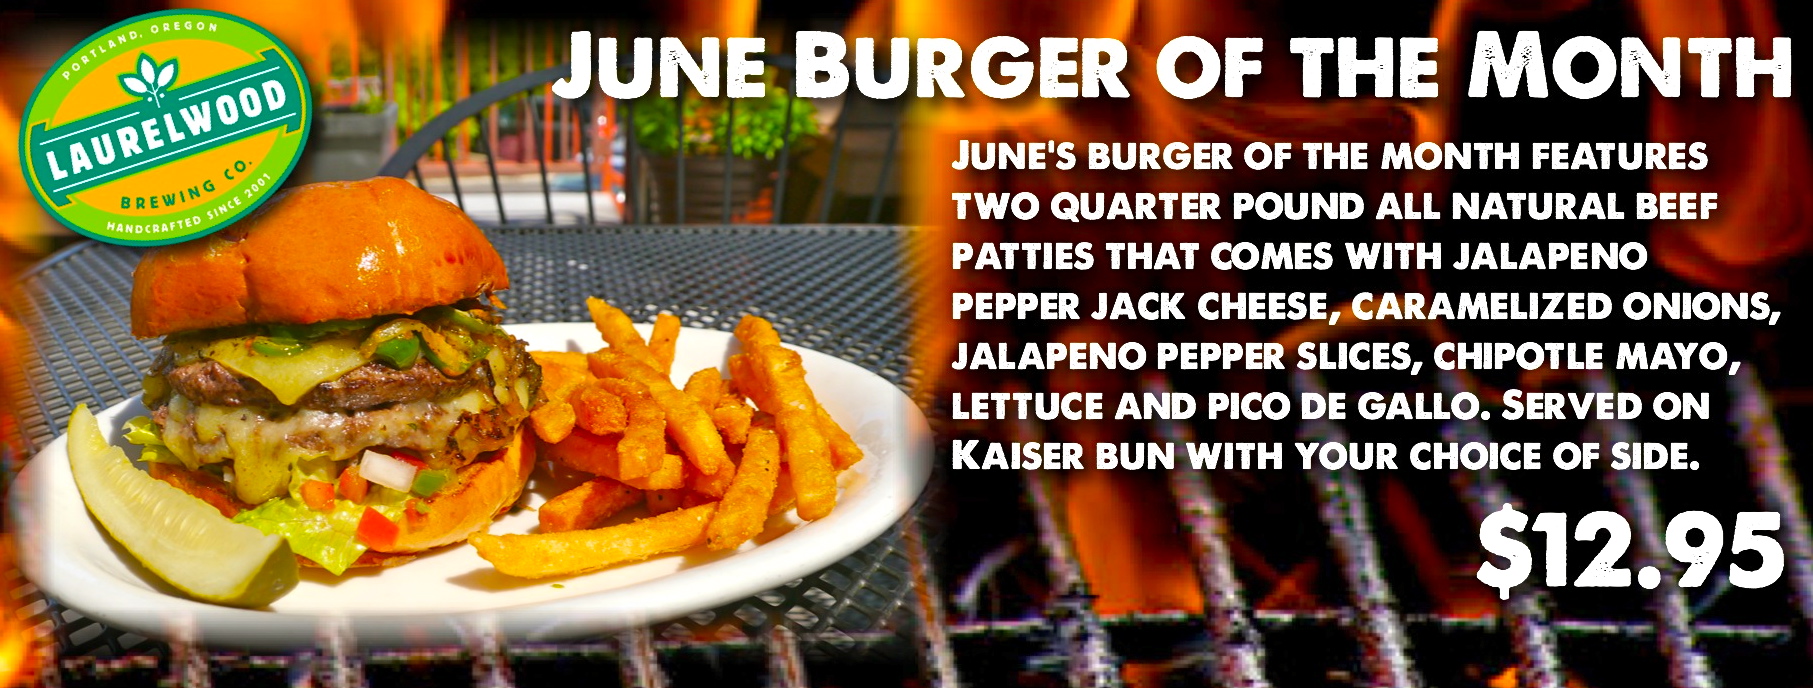 PORTLAND, OREGON
LAURELWOOD
BREWING CO.
HANDCRAFTED SINCE 2001
JUNE BURGER OF THE MONTH
JUNE'S BURGER OF THE MONTH FEATURES
TWO QUARTER POUND ALL NATURAL BEEF
PATTIES THAT COMES WITH JALAPENO
PEPPER JACK CHEESE, CARAMELIZED ONIONS,
JALAPENO PEPPER SLICES, CHIPOTLE MAYO,
LETTUCE AND PICO DE GALLO. SERVED ON
KAISER BUN WITH YOUR CHOICE OF SIDE.
$12.95